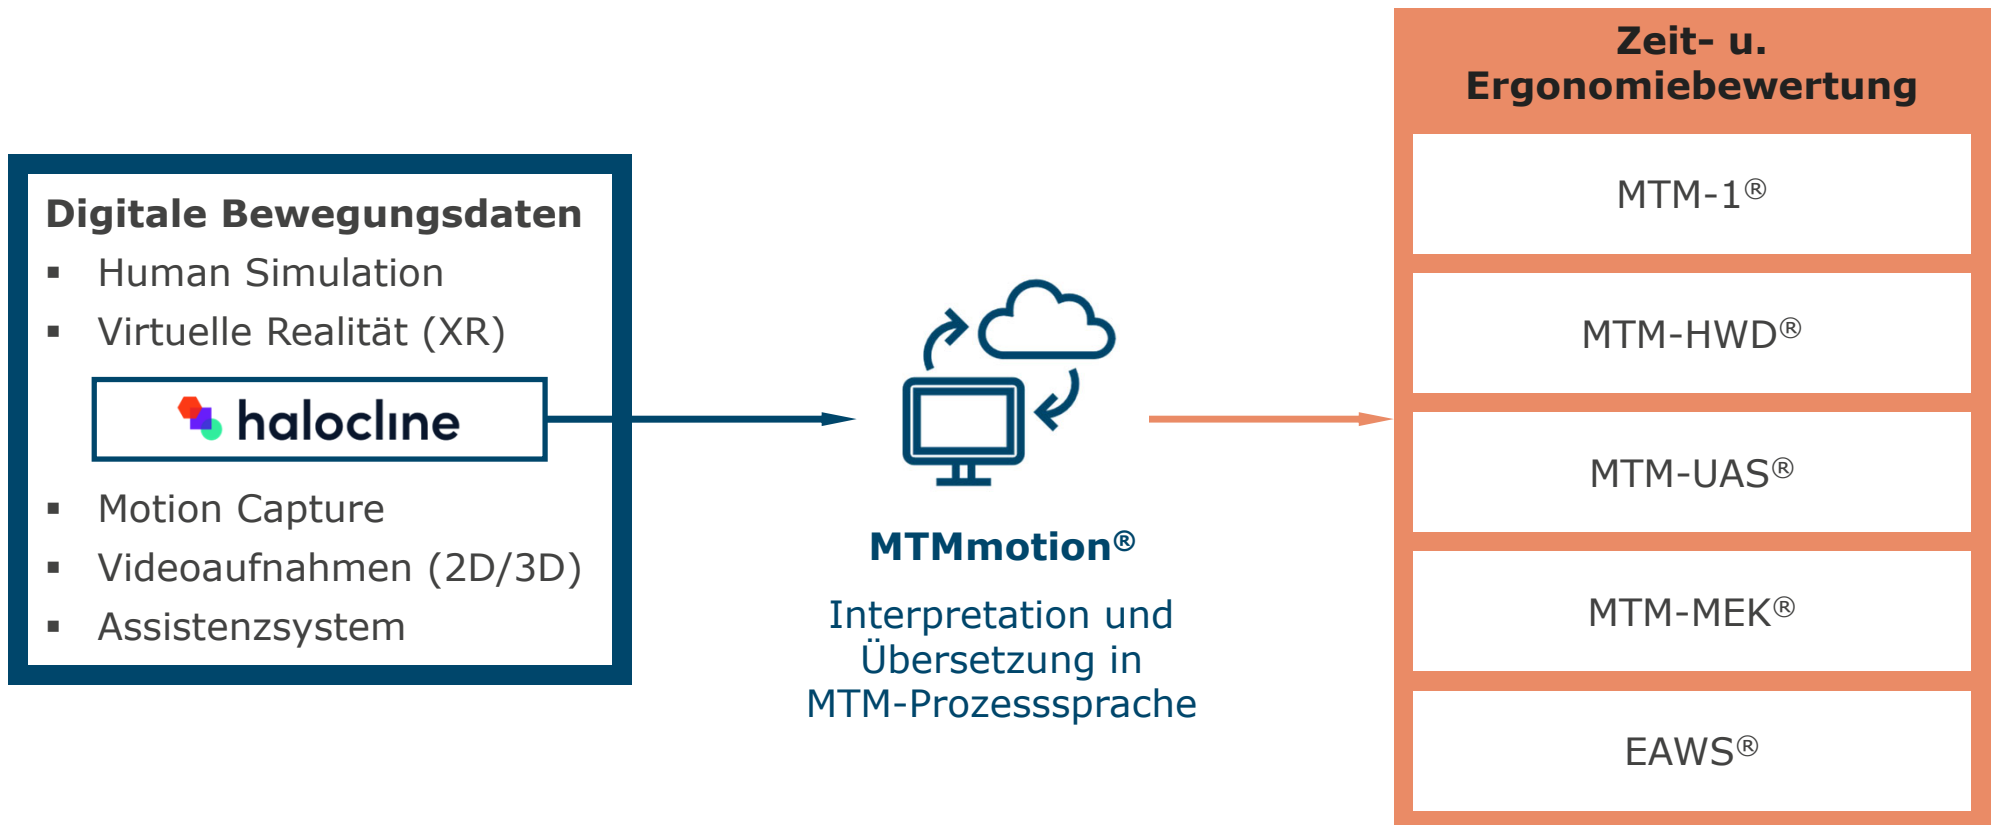 Digitale Bewegungsdaten
▪ Human Simulation
▪ Virtuelle Realität (XR)
halocline
▪ Motion Capture
▪ Videoaufnahmen (2D/3D)
▪ Assistenzsystem
MTMmotion®
Interpretation und
Übersetzung in
MTM-Prozesssprache
Zeit- u.
Ergonomiebewertung
MTM-1®
MTM-HWD®
MTM-UAS®
MTM-MEK®
EAWS®